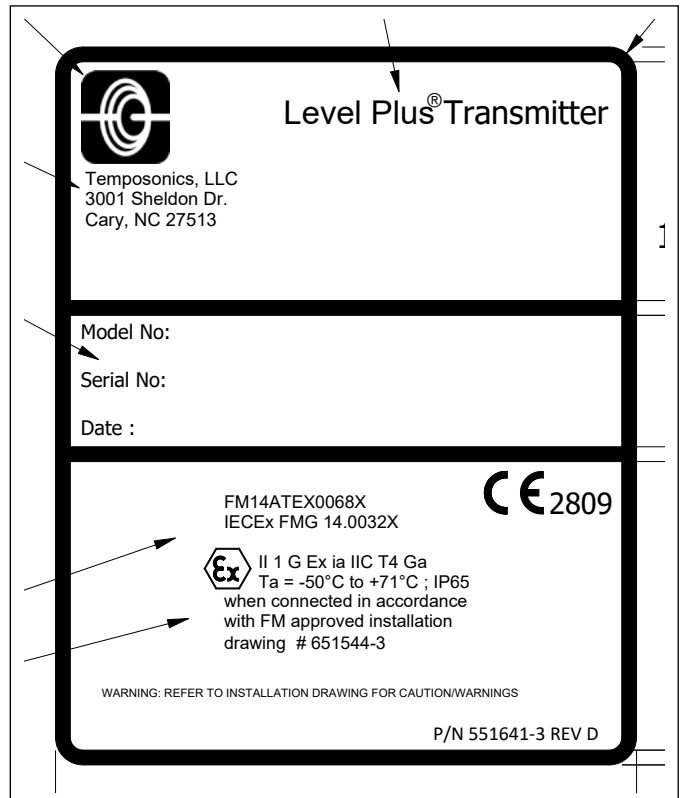 Level Plus® Transmitter
Temposonics, LLC
3001 Sheldon Dr.
Cary, NC 27513
Model No:
Serial No:
Date :
CE 2809
FM14ATEX0068X
IECEx FMG 14.0032X
Ex II 1 G Ex ia IIC T4 Ga
Ta = -50°C to +71°C ; IP65
when connected in accordance
with FM approved installation
drawing # 651544-3
WARNING: REFER TO INSTALLATION DRAWING FOR CAUTION/WARNINGS
P/N 551641-3 REV D